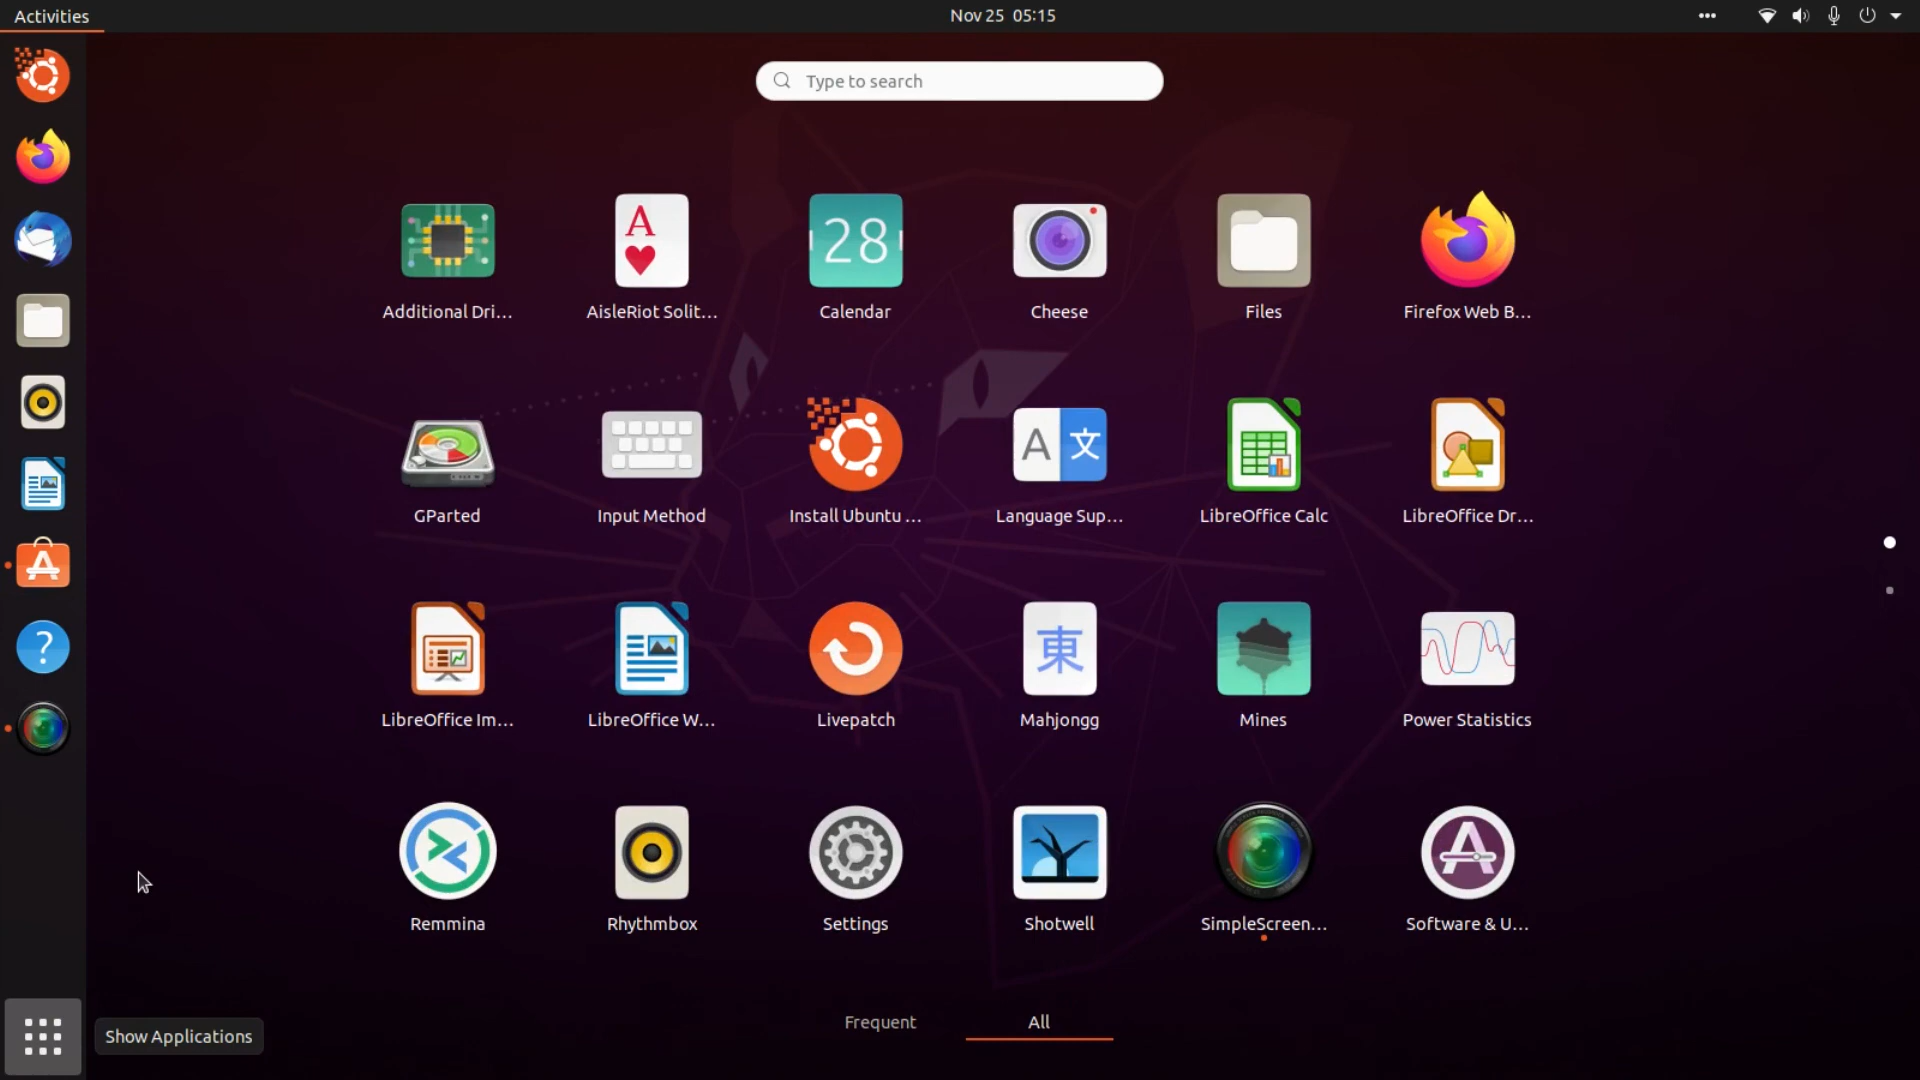 Activities
Nov 25 05:15
Type to search
Additional Dri...
AisleRiot Solit...
28
Calendar
Cheese
Files
Firefox Web B...
GParted
Input Method
Install Ubuntu ...
A 文
Language Sup...
LibreOffice Calc
LibreOffice Dr...
LibreOffice Im...
LibreOffice W...
Livepatch
東
Mahjongg
Mines
Power Statistics
Remmina
Rhythmbox
Settings
Shotwell
SimpleScreen...
Software & U...
Frequent
All
Show Applications